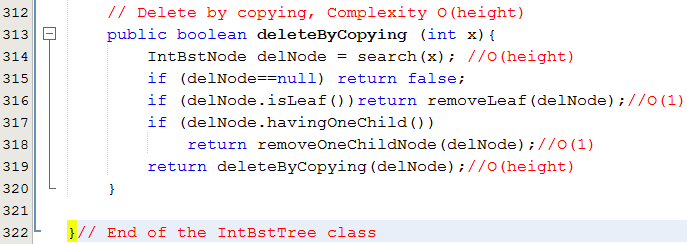 312 // Delete by copying, Complexity O(height)
313 public boolean deleteByCopying (int x){
314 IntBstNode delNode = search(x); //O(height)
315 if (delNode==null) return false;
316 if (delNode.isLeaf())return removeLeaf(delNode);//O(1)
317 if (delNode.havingOneChild())
318 return removeOneChildNode(delNode);//O(1)
319 return deleteByCopying(delNode);//O(height)
320 }
321
322 }// End of the IntBstTree class